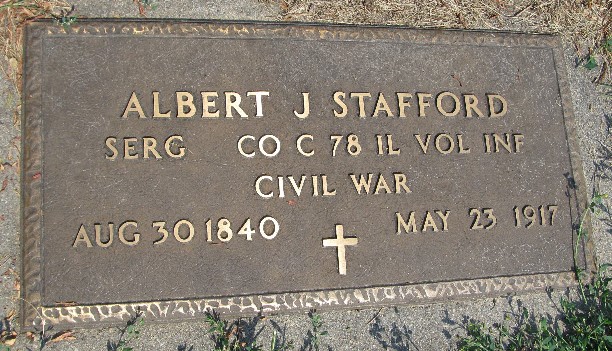 ALBERT J STAFFORD
SERG CO C 78 IL VOL INF
CIVIL WAR
AUG 30 1840 MAY 23 1917